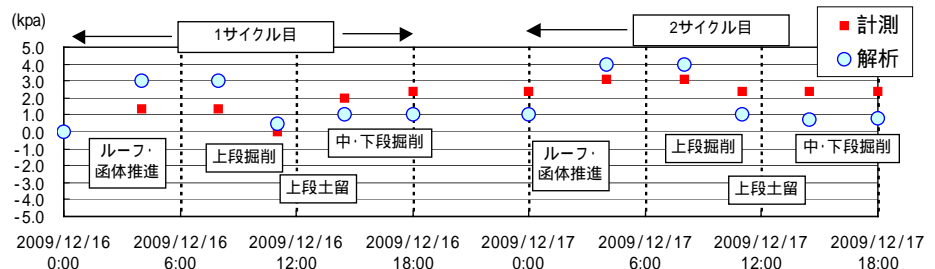 (kpa)
1サイクル目
2サイクル目
計測
解析
5.0
4.0
3.0
2.0
1.0
0.0
-1.0
-2.0
-3.0
-4.0
-5.0
ルーフ・
函体推進
上段掘削
上段土留
中・下段掘削
ルーフ・
函体推進
上段掘削
上段土留
中・下段掘削
2009/12/16
0:00
2009/12/16
6:00
2009/12/16
12:00
2009/12/16
18:00
2009/12/17
0:00
2009/12/17
6:00
2009/12/17
12:00
2009/12/17
18:00